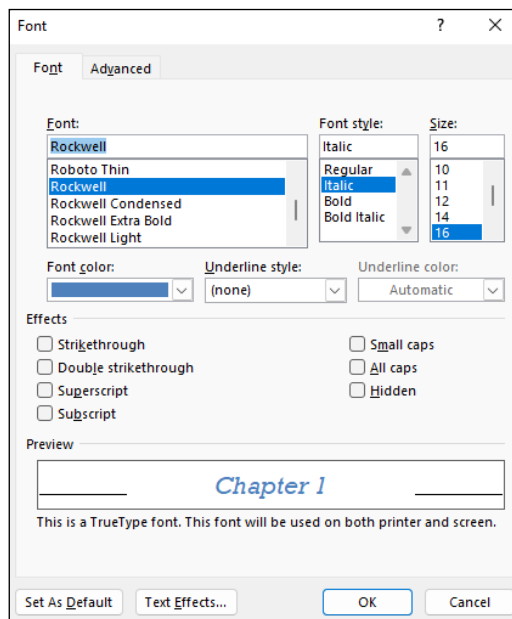 Font ? ×
Font Advanced
Font: Font style: Size:
Rockwell Italic 16
Roboto Thin Regular 10
Rockwell Italic 11
Rockwell Condensed Bold 12
Rockwell Extra Bold Bold Italic 14
Rockwell Light 16
Font color: Underline style: Underline color:
(none) Automatic
Effects
Strikethrough Small caps
Double strikethrough All caps
Superscript Hidden
Subscript
Preview
Chapter 1
This is a TrueType font. This font will be used on both printer and screen.
Set As Default Text Effects... OK Cancel